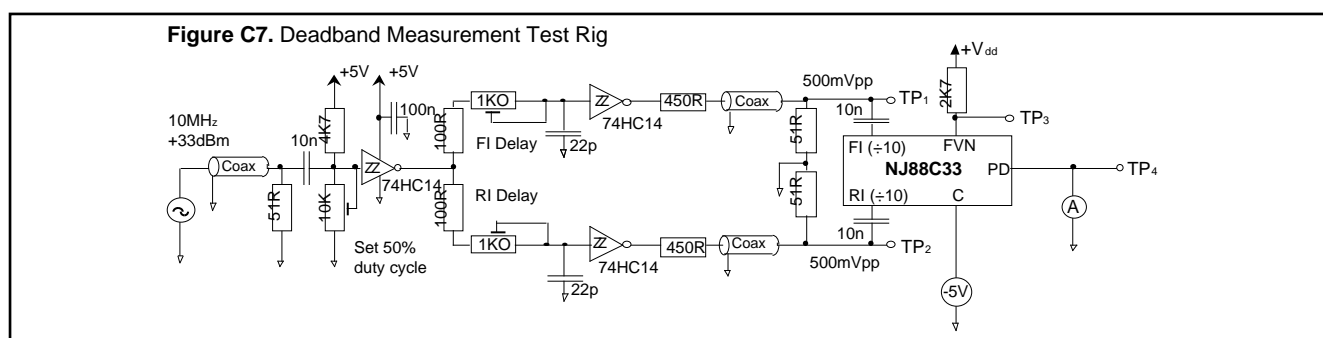 Figure C7. Deadband Measurement Test Rig
10MHz
+33dBm
Coax
51R
10n
+5V
4K7
10K
Set 50%
duty cycle
+5V
100n
74HC14
100R
1KO
FI Delay
22p
74HC14
450R
Coax
500mVpp
10n
TP1
51R
100R
RI Delay
1KO
22p
74HC14
450R
Coax
51R
500mVpp
10n
TP2
+Vdd
2K7
TP3
FI (÷10)
FVN
NJ88C33
PD
RI (÷10)
C
TP4
A
-5V